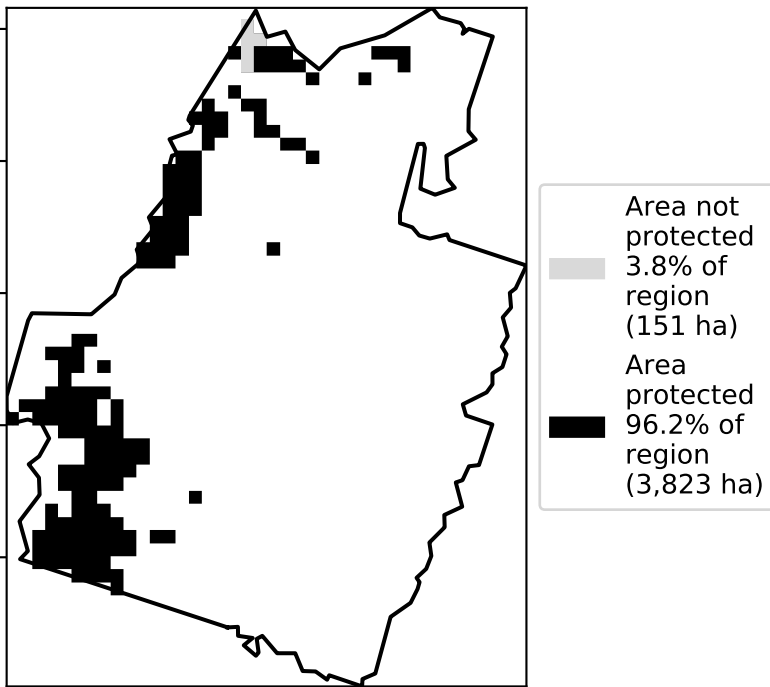 Area not
protected
3.8% of
region
(151 ha)
Area
protected
96.2% of
region
(3,823 ha)